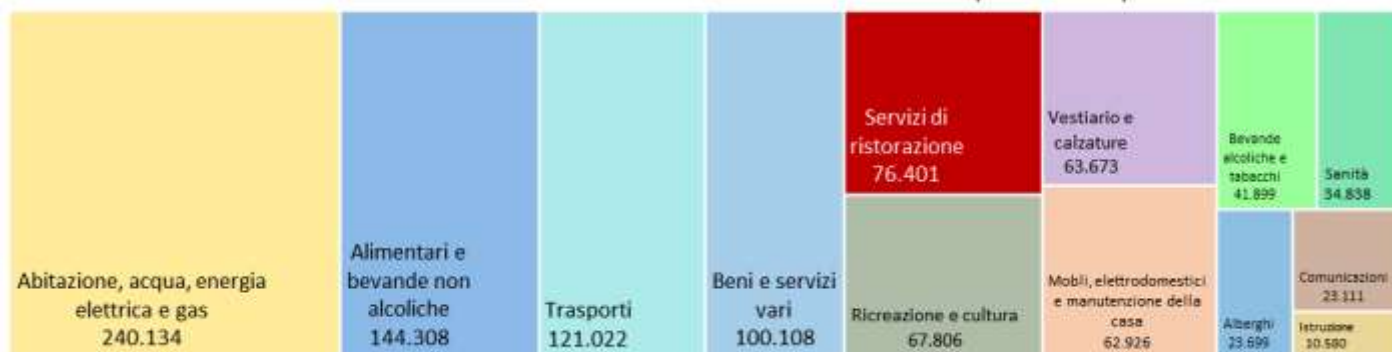 Abitazione, acqua, energia
elettrica e gas
240.134
Alimentari e
bevande non
alcoliche
144.308
Trasporti
121.022
Beni e servizi
vari
100.108
Servizi di
ristorazione
76.401
Ricreazione e cultura
67.806
Vestiario e
calzature
63.673
Mobli, elettrodomestici
e manutenzione della
casa
62.926
Bevande
alcoliche e
tabacchi
41.899
Sanità
34.838
Alberghi
23.699
Comunicazioni
23.111
Istruzione
10.580